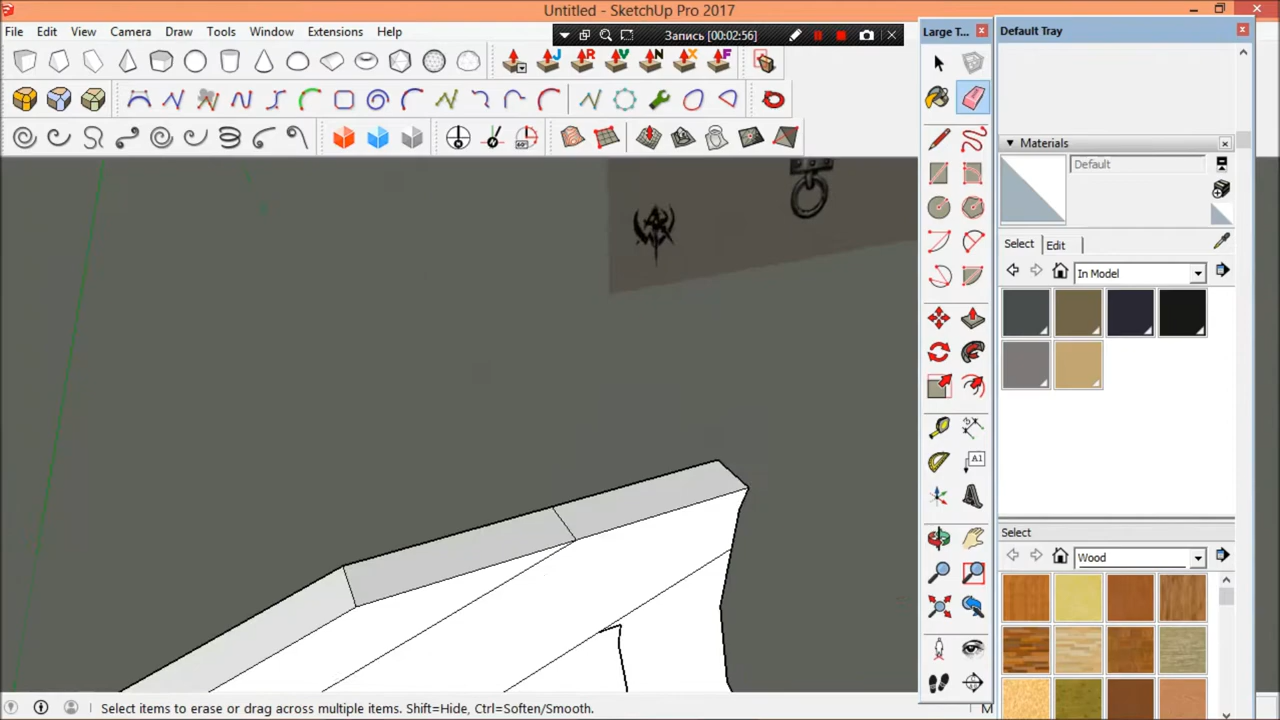 Untitled - SketchUp Pro 2017
File Edit View Camera Draw Tools Window Extensions Help
Запись [00:02:56]
Large T...
Default Tray
J R V N X F
Materials
Default
Select Edit
In Model
A1
Select
Wood
Select items to erase or drag across multiple items. Shift=Hide, Ctrl=Soften/Smooth.
M